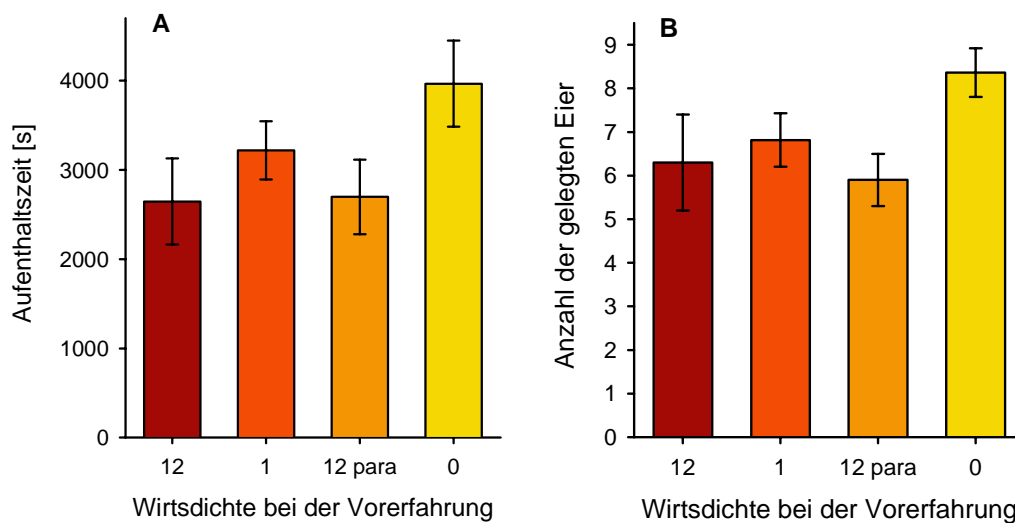 A
Aufenthaltszeit [s]
4000
3000
2000
1000
0
12 1 12 para 0
Wirtsdichte bei der Vorerfahrung
B
Anzahl der gelegten Eier
9
8
7
6
5
4
3
2
1
0
12 1 12 para 0
Wirtsdichte bei der Vorerfahrung